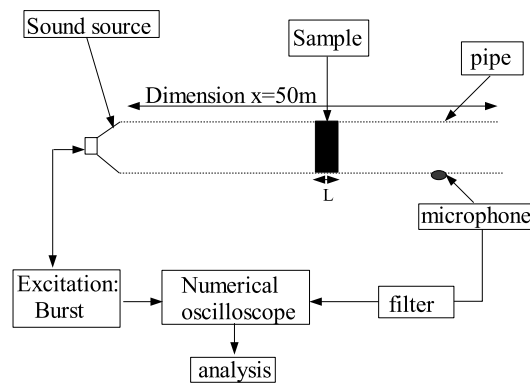 Sound source
Sample
pipe
Dimension x=50m
L
microphone
Excitation:
Burst
Numerical
oscilloscope
filter
analysis